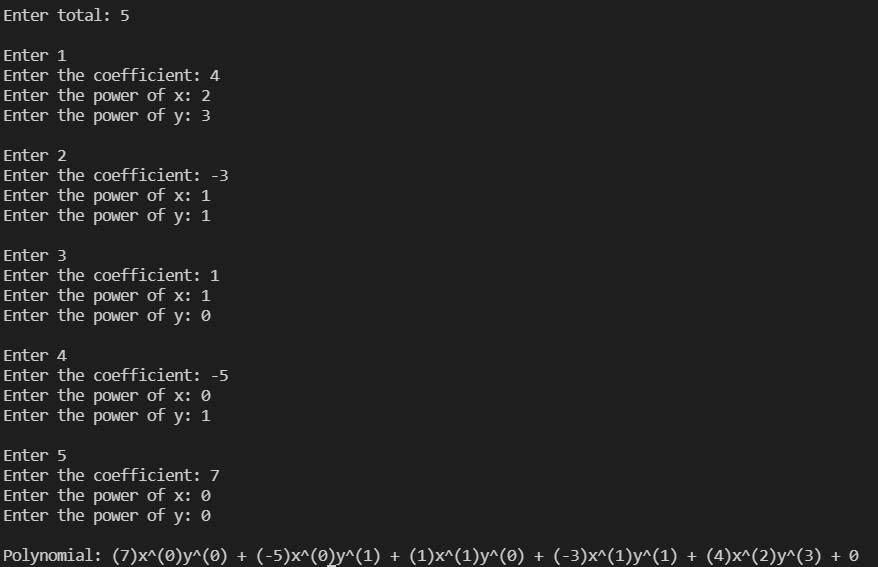 Enter total: 5
Enter 1
Enter the coefficient: 4
Enter the power of x: 2
Enter the power of y: 3
Enter 2
Enter the coefficient: -3
Enter the power of x: 1
Enter the power of y: 1
Enter 3
Enter the coefficient: 1
Enter the power of x: 1
Enter the power of y: 0
Enter 4
Enter the coefficient: -5
Enter the power of x: 0
Enter the power of y: 1
Enter 5
Enter the coefficient: 7
Enter the power of x: 0
Enter the power of y: 0
Polynomial: (7)x^(0)y^(0) + (-5)x^(0)y^(1) + (1)x^(1)y^(0) + (-3)x^(1)y^(1) + (4)x^(2)y^(3) + 0